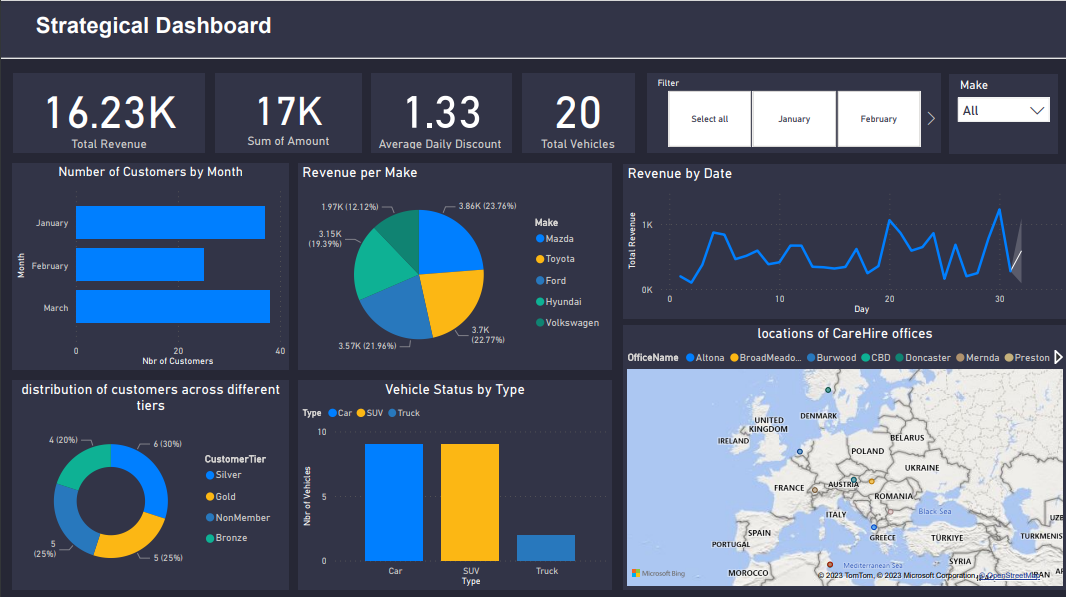 Strategical Dashboard
16.23K
Total Revenue
17K
Sum of Amount
1.33
Average Daily Discount
20
Total Vehicles
Filter
Select all
January
February
Make
All
Number of Customers by Month
Month
January
February
March
0
20
40
Nbr of Customers
Revenue per Make
1.97K (12.12%)
3.86K (23.76%)
3.15K
(19.39%)
3.7K
(22.77%)
3.57K (21.96%)
Make
Mazda
Toyota
Ford
Hyundai
Volkswagen
Revenue by Date
Total Revenue
1K
0K
0
10
20
30
Day
distribution of customers across different
tiers
4 (20%)
6 (30%)
5
(25%)
5 (25%)
CustomerTier
Silver
Gold
NonMember
Bronze
Vehicle Status by Type
Type Car SUV Truck
Nbr of Vehicles
10
5
0
Car
SUV
Truck
Type
locations of CareHire offices
OfficeName Altona BroadMeado... Burwood CBD Doncaster Mernda Preston
DENMARK
UNITED
KINGDOM
IRELAND
BELARUS
POLAND
UKRAINE
FRANCE
AUSTRIA
ROMANIA
ITALY
Black Sea
SPAIN
PORTUGAL
GREECE
TÜRKIYE
UZB
TURKMENIS
SYRIA
Mediterranean Sea
MOROCCO
Microsoft Bing
© 2023 TomTom, © 2023 Microsoft Corporation, © OpenStreetMap